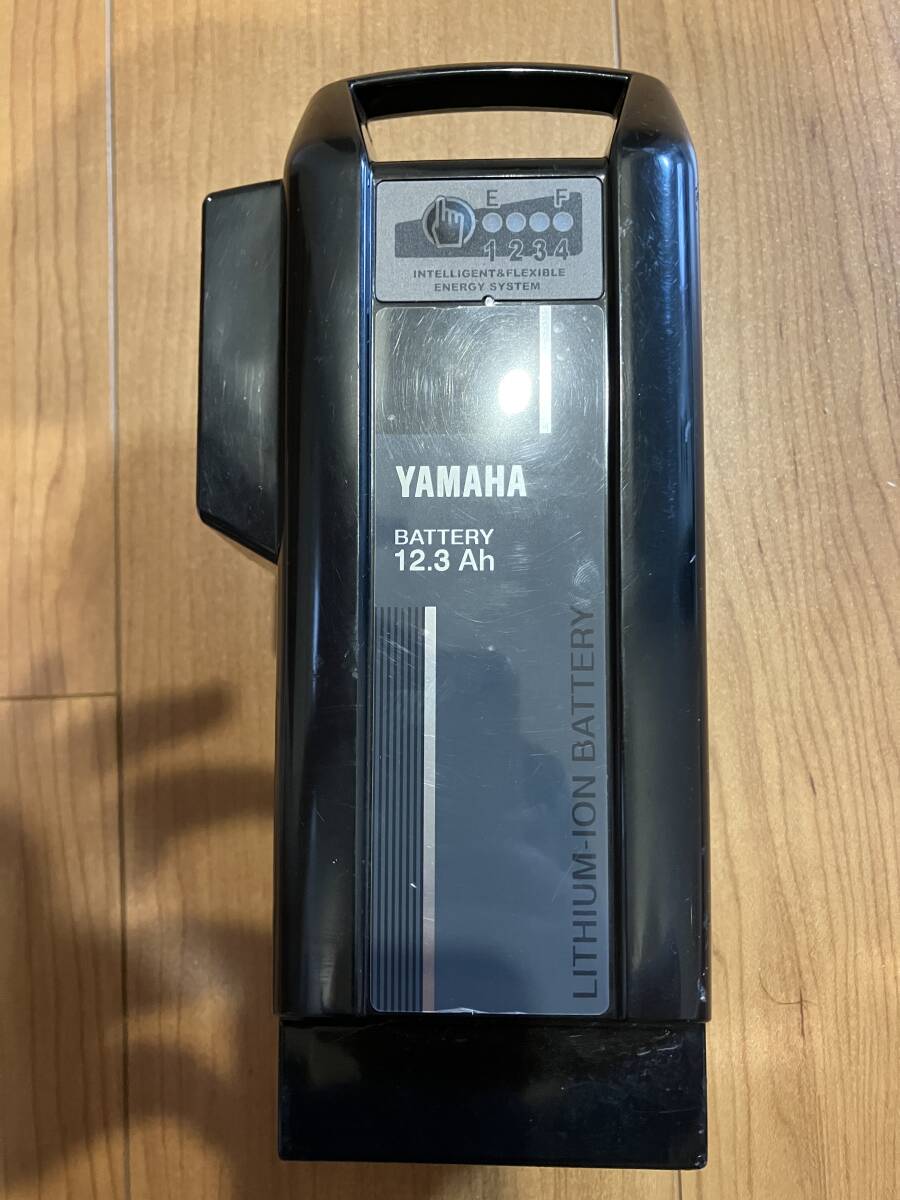 E F
1 2 3 4
INTELLIGENT&FLEXIBLE
ENERGY SYSTEM
YAMAHA
BATTERY
12.3 Ah
LITHIUM-ION BATTERY